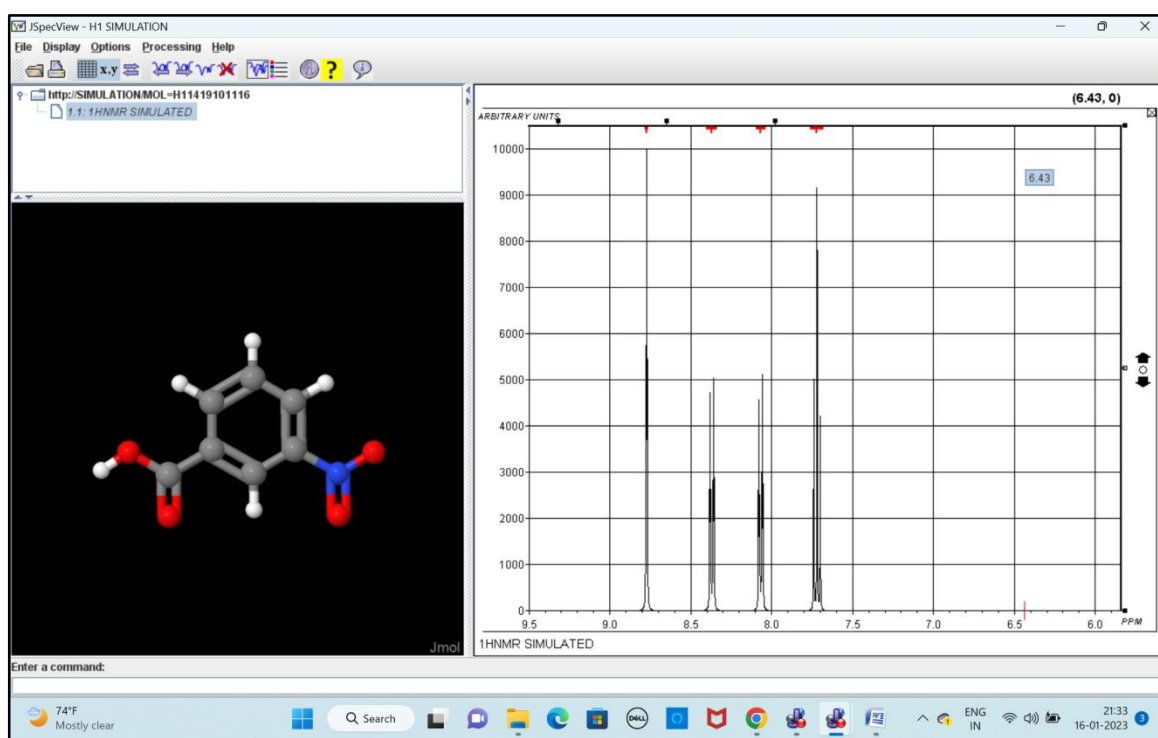 JSpecView - H1 SIMULATION
File Display Options Processing Help
x,y
?
http://SIMULATION/MOL=H11419101116
1.1: 1HNMR SIMULATED
(6.43, 0)
ARBITRARY UNITS
10000
9000
8000
7000
6000
5000
4000
3000
2000
1000
0
6.43
9.5 9.0 8.5 8.0 7.5 7.0 6.5 6.0 PPM
1HNMR SIMULATED
Jmol
Enter a command:
74°F
Mostly clear
Search
DELL
ENG
IN
21:33
16-01-2023
3